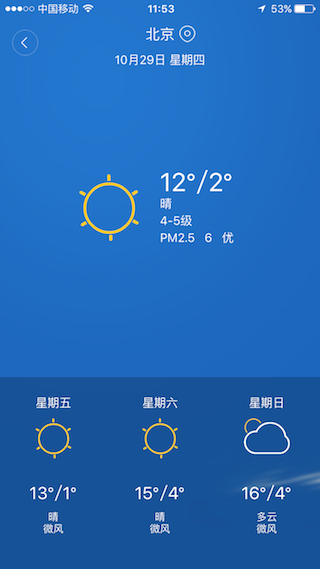 中国移动 11:53 53%
北京
10月29日 星期四
12°/2°
晴
4-5级
PM2.5 6 优
星期五 星期六 星期日
13°/1° 15°/4° 16°/4°
晴 晴 多云
微风 微风 微风